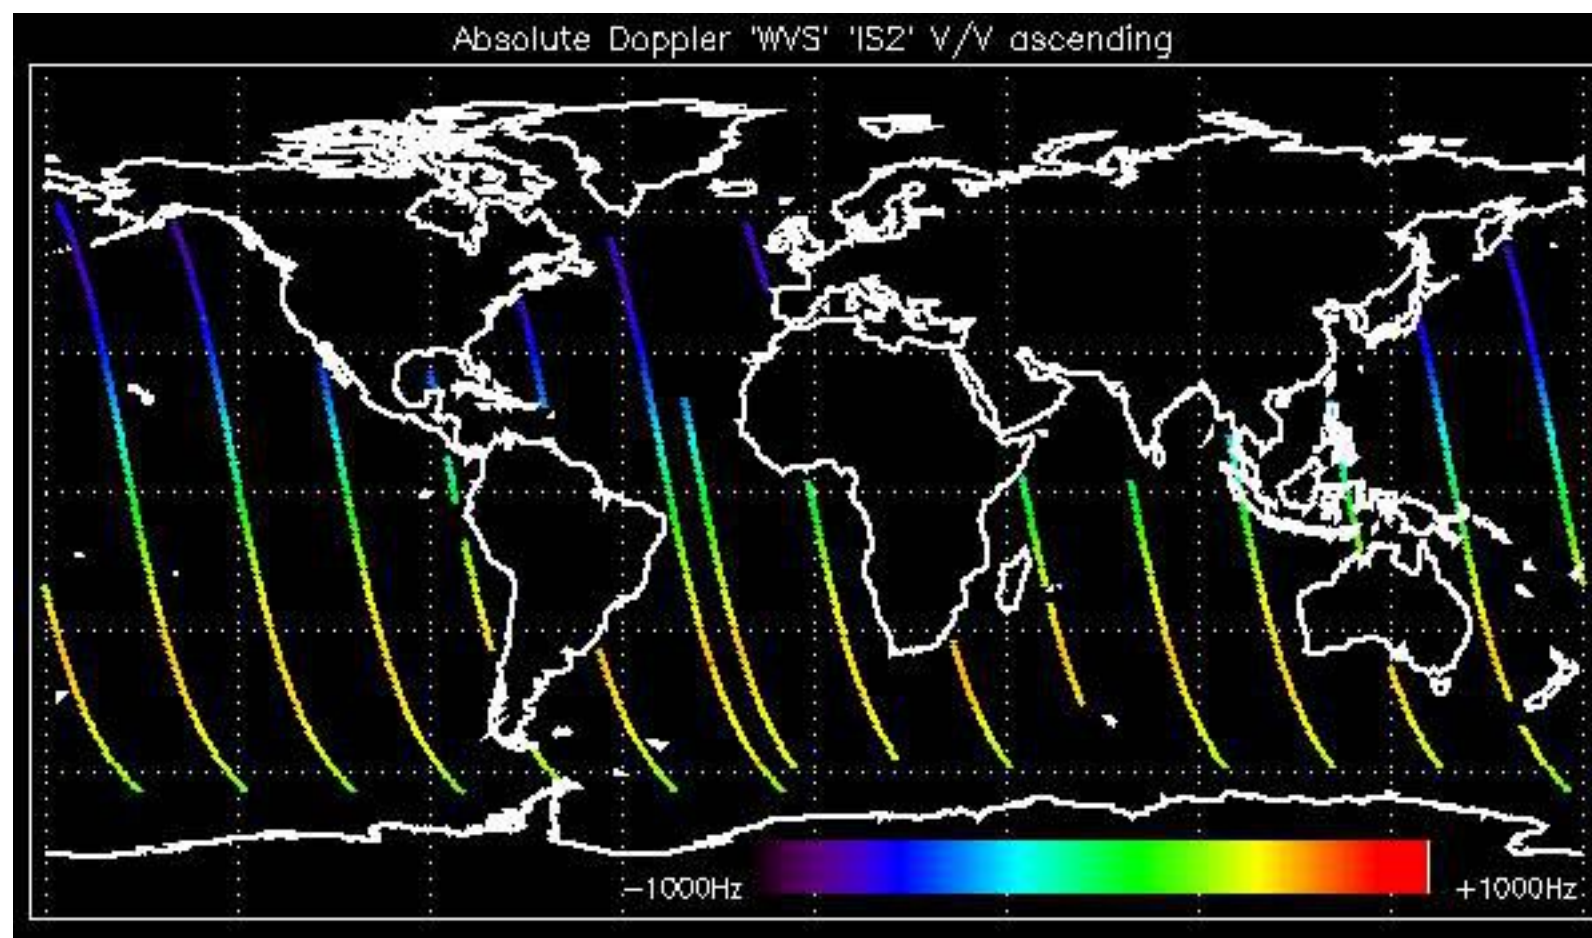 Absolute Doppler 'WVS' 'IS2' V/V ascending
-1000Hz +1000Hz